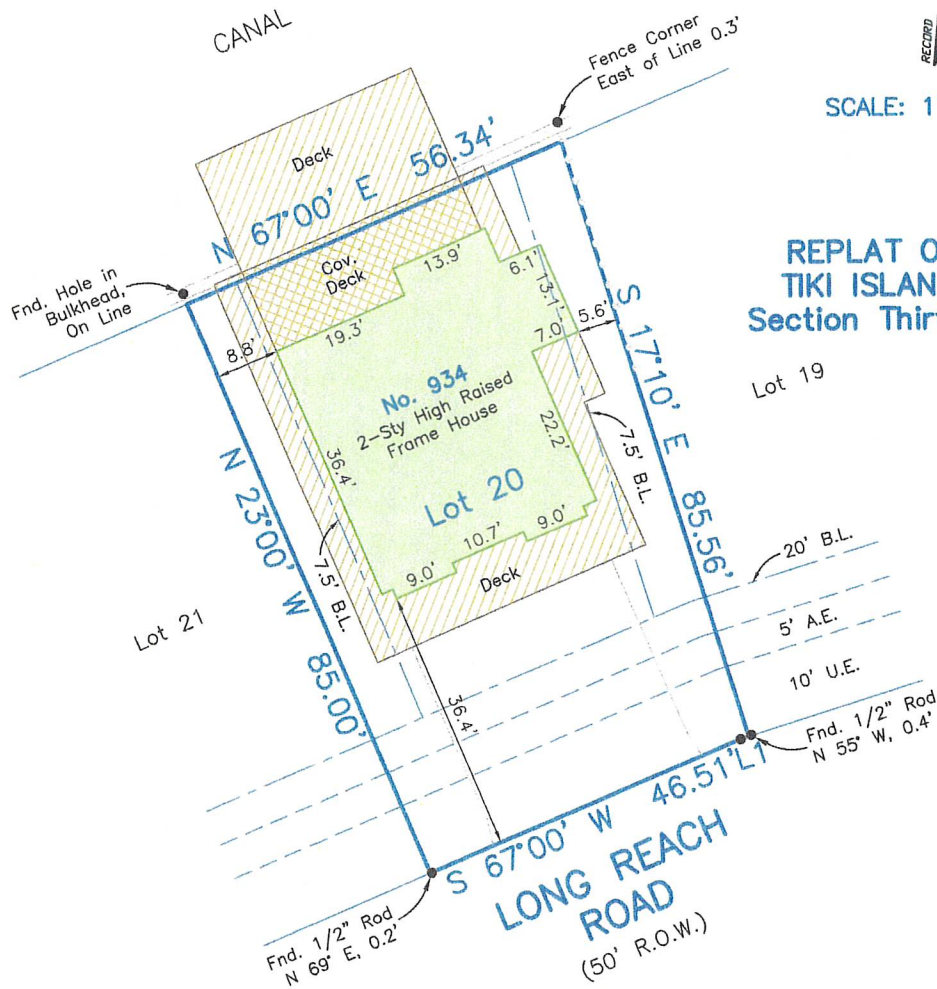 CANAL
Fence Corner
East of Line 0.3'
RECORD
SCALE: 1
Deck
N 67°00' E 56.34'
Fnd. Hole in
Bulkhead,
On Line
Cov.
Deck
13.9'
6.1'
13.1'
19.3'
8.8'
7.0'
5.6'
S 17°10' E 85.56'
REPLAT O
TIKI ISLAN
Section Thir
Lot 19
No. 934
2-Sty High Raised
Frame House
36.4'
22.2'
7.5' B.L.
Lot 20
N 23°00' W 85.00'
7.5' B.L.
9.0'
10.7'
9.0'
Deck
20' B.L.
5' A.E.
10' U.E.
Lot 21
36.4'
Fnd. 1/2" Rod
N 55° W, 0.4'
S 67°00' W 46.51' L1
LONG REACH
ROAD
(50' R.O.W.)
Fnd. 1/2" Rod
N 69° E, 0.2'